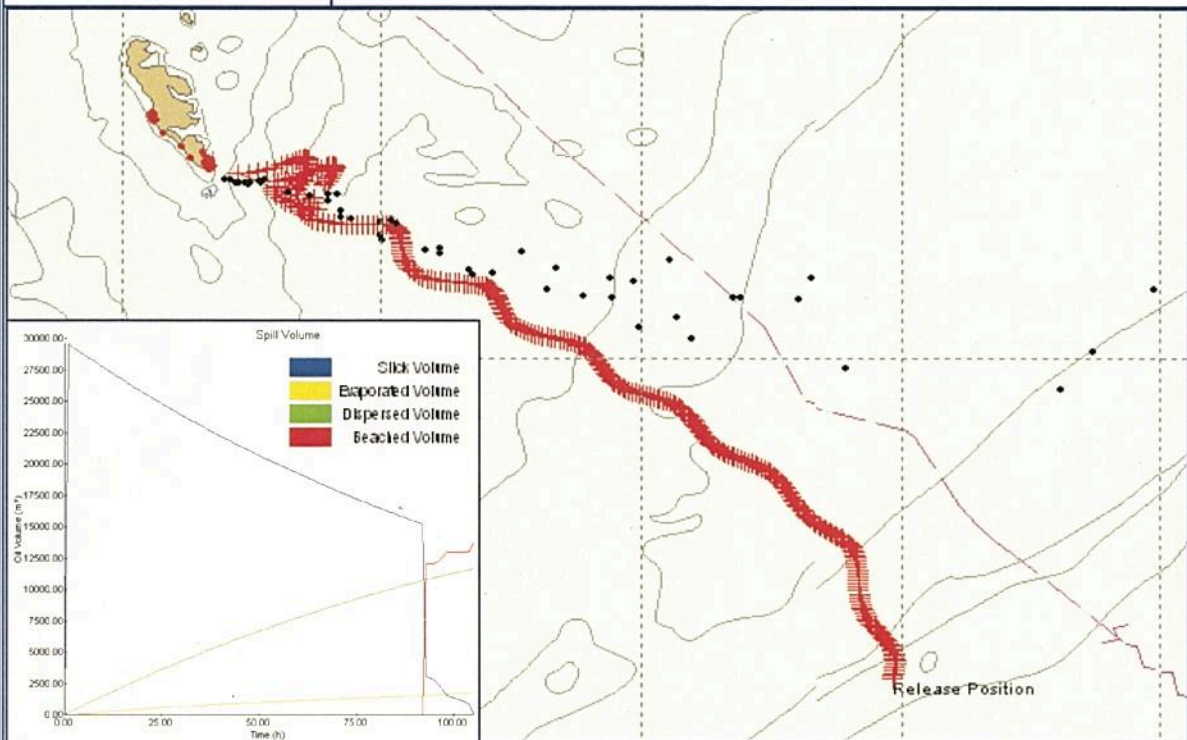 Spill Volume
30000.00
27500.00
25000.00
22500.00
20000.00
17500.00
15000.00
12500.00
10000.00
7500.00
5000.00
2500.00
0.00
Oil Volume (m³)
Slick Volume
Evaporated Volume
Dispersed Volume
Beached Volume
0.00 25.00 50.00 75.00 100.00
Time (h)
Release Position